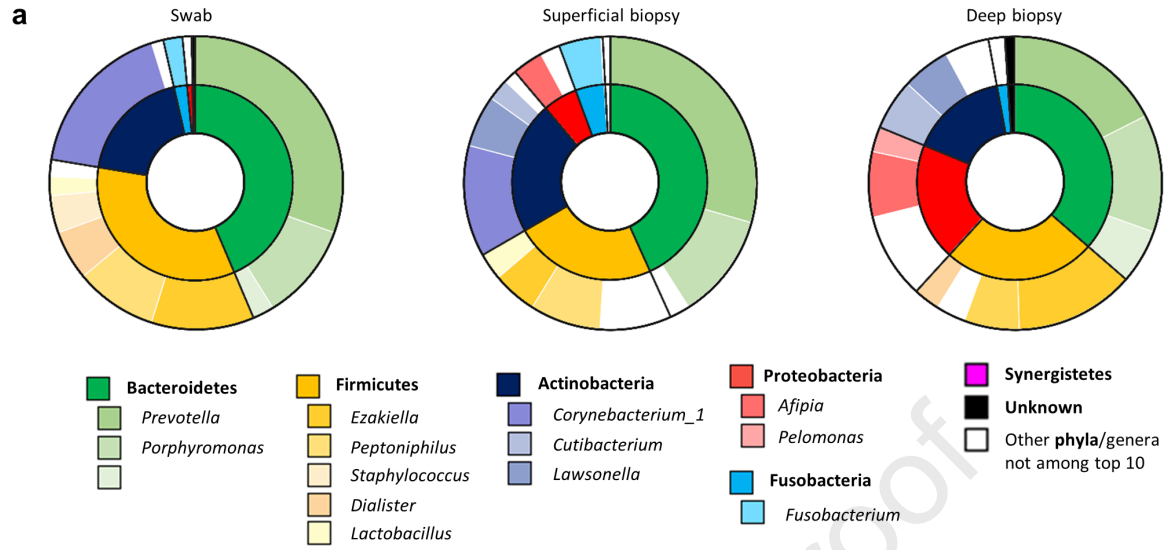 a
Swab
Superficial biopsy
Deep biopsy
Bacteroidetes
Prevotella
Porphyromonas
Firmicutes
Ezakiella
Peptoniphilus
Staphylococcus
Dialister
Lactobacillus
Actinobacteria
Corynebacterium_1
Cutibacterium
Lawsonella
Proteobacteria
Afipia
Pelomonas
Fusobacteria
Fusobacterium
Synergistetes
Unknown
Other phyla/genera
not among top 10
roof